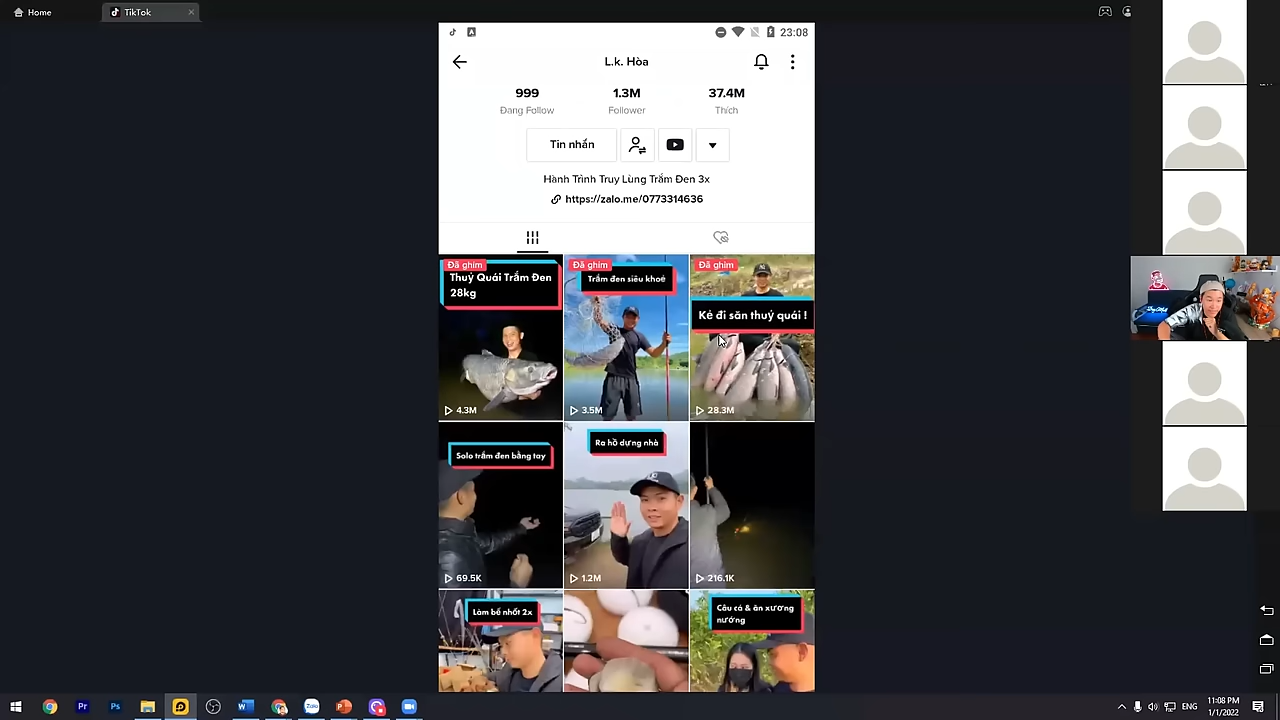 Home
TikTok
23:08
L.k. Hòa
999
1.3M
37.4M
Đang Follow
Follower
Thích
Tin nhắn
Hành Trình Truy Lùng Trắm Đen 3x
https://zalo.me/0773314636
Đã ghim
Thuỷ Quái Trắm Đen
28kg
4.3M
Đã ghim
Trắm đen siêu khoẻ
3.5M
Đã ghim
Kẻ đi săn thuỷ quái !
28.3M
Solo trắm đen bằng tay
69.5K
Ra hồ dựng nhà
1.2M
216.1K
Làm bể nhốt 2x
Câu cá & ăn xương
nướng
Pr
Ps
W
Zalo
P
ENG
11:08 PM
1/1/2022